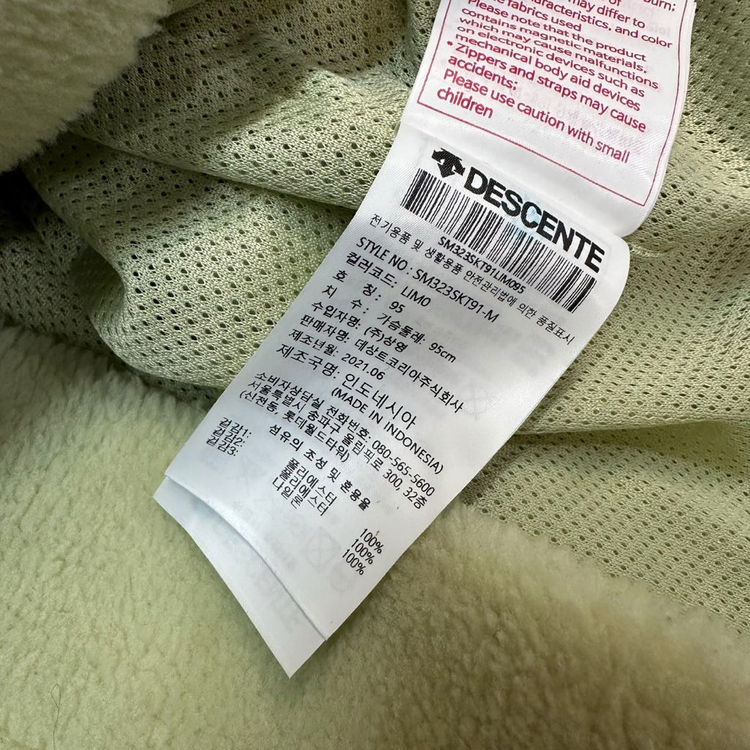 burn:
may differ to
characteristics, and color
fabrics used
Please note that the product
contains magnetic materials,
which may cause malfunctions
on electronic devices such as
mechanical body aid devices
• Zippers and straps may cause
accidents:
Please use caution with small
children
DESCENTE
SM323SKT91LIM095
전기용품 및 생활용품 안전관리법에 의한 품질표시
STYLE NO: SM323SKT91-M
컬러코드: LIM0
호 칭: 95
치 수: 가슴둘레: 95cm
수입자명: (주)상영
판매자명: 데상트코리아주식회사
제조년월: 2021.06
제조국명: 인도네시아
(MADE IN INDONESIA)
소비자상담실 전화번호: 080-565-5600
서울특별시 송파구 올림픽로 300, 32층
(신천동, 롯데월드타워)
섬유의 조성 및 혼용율
겉감1: 폴리에스터 100%
겉감2: 폴리에스터 100%
겉감3: 나일론 100%